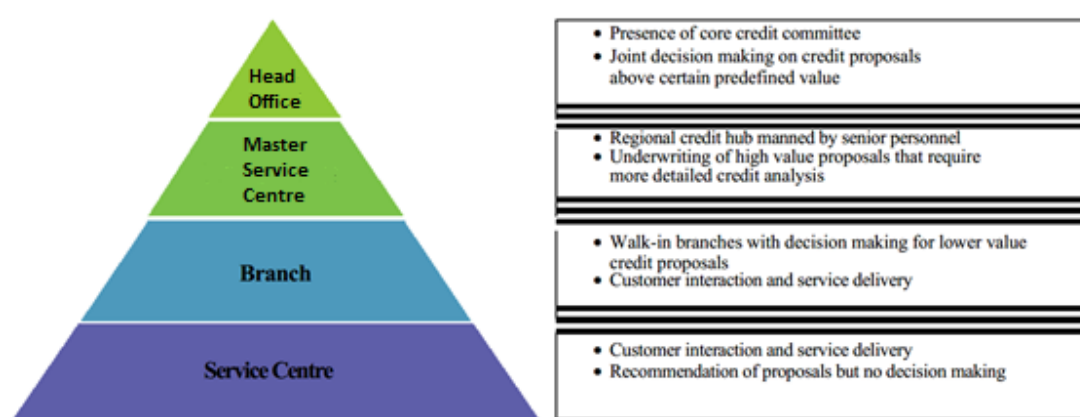 Head
Office
• Presence of core credit committee
• Joint decision making on credit proposals
above certain predefined value
Master
Service
Centre
• Regional credit hub manned by senior personnel
• Underwriting of high value proposals that require
more detailed credit analysis
Branch
• Walk-in branches with decision making for lower value
credit proposals
• Customer interaction and service delivery
Service Centre
• Customer interaction and service delivery
• Recommendation of proposals but no decision making